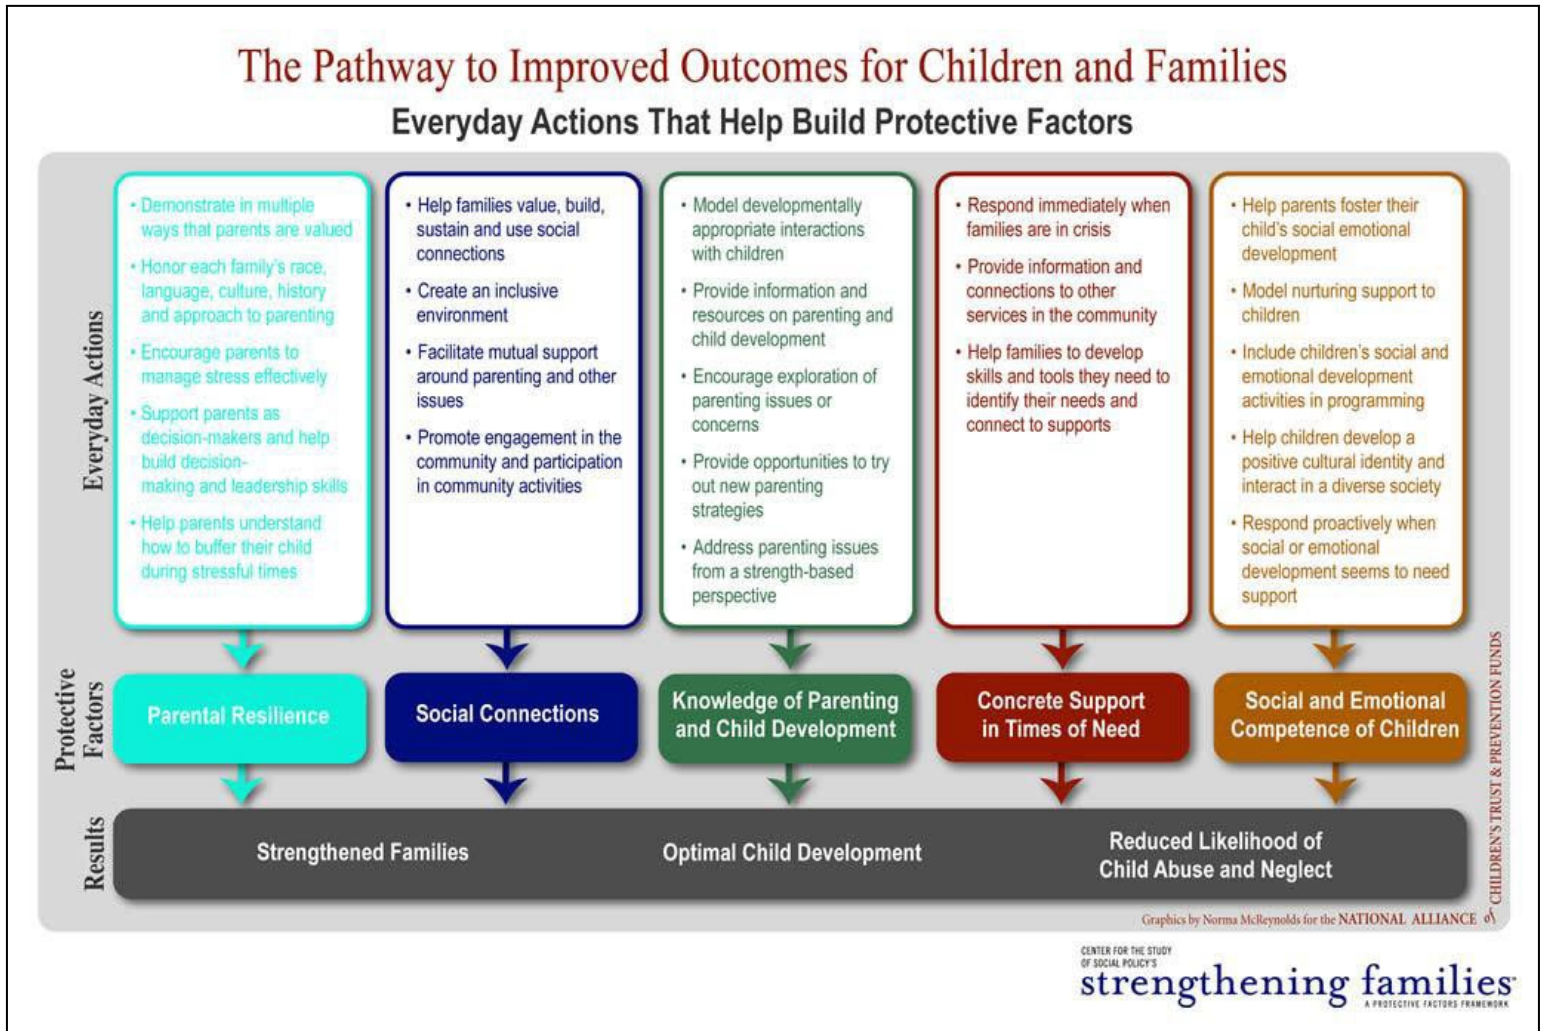 The Pathway to Improved Outcomes for Children and Families
Everyday Actions That Help Build Protective Factors
Everyday Actions
• Demonstrate in multiple
ways that parents are valued
• Honor each family's race,
language, culture, history
and approach to parenting
• Encourage parents to
manage stress effectively
• Support parents as
decision-makers and help
build decision-
making and leadership skills
• Help parents understand
how to buffer their child
during stressful times
• Help families value, build,
sustain and use social
connections
• Create an inclusive
environment
• Facilitate mutual support
around parenting and other
issues
• Promote engagement in the
community and participation
in community activities
• Model developmentally
appropriate interactions
with children
• Provide information and
resources on parenting and
child development
• Encourage exploration of
parenting issues or
concerns
• Provide opportunities to try
out new parenting
strategies
• Address parenting issues
from a strength-based
perspective
• Respond immediately when
families are in crisis
• Provide information and
connections to other
services in the community
• Help families to develop
skills and tools they need to
identify their needs and
connect to supports
• Help parents foster their
child's social emotional
development
• Model nurturing support to
children
• Include children's social and
emotional development
activities in programming
• Help children develop a
positive cultural identity and
interact in a diverse society
• Respond proactively when
social or emotional
development seems to need
support
Protective
Factors
Parental Resilience
Social Connections
Knowledge of Parenting
and Child Development
Concrete Support
in Times of Need
Social and Emotional
Competence of Children
Results
Strengthened Families
Optimal Child Development
Reduced Likelihood of
Child Abuse and Neglect
Graphics by Norma McReynolds for the NATIONAL ALLIANCE of CHILDREN'S TRUST & PREVENTION FUNDS
CENTER FOR THE STUDY
OF SOCIAL POLICY'S
strengthening families™
A PROTECTIVE FACTORS FRAMEWORK